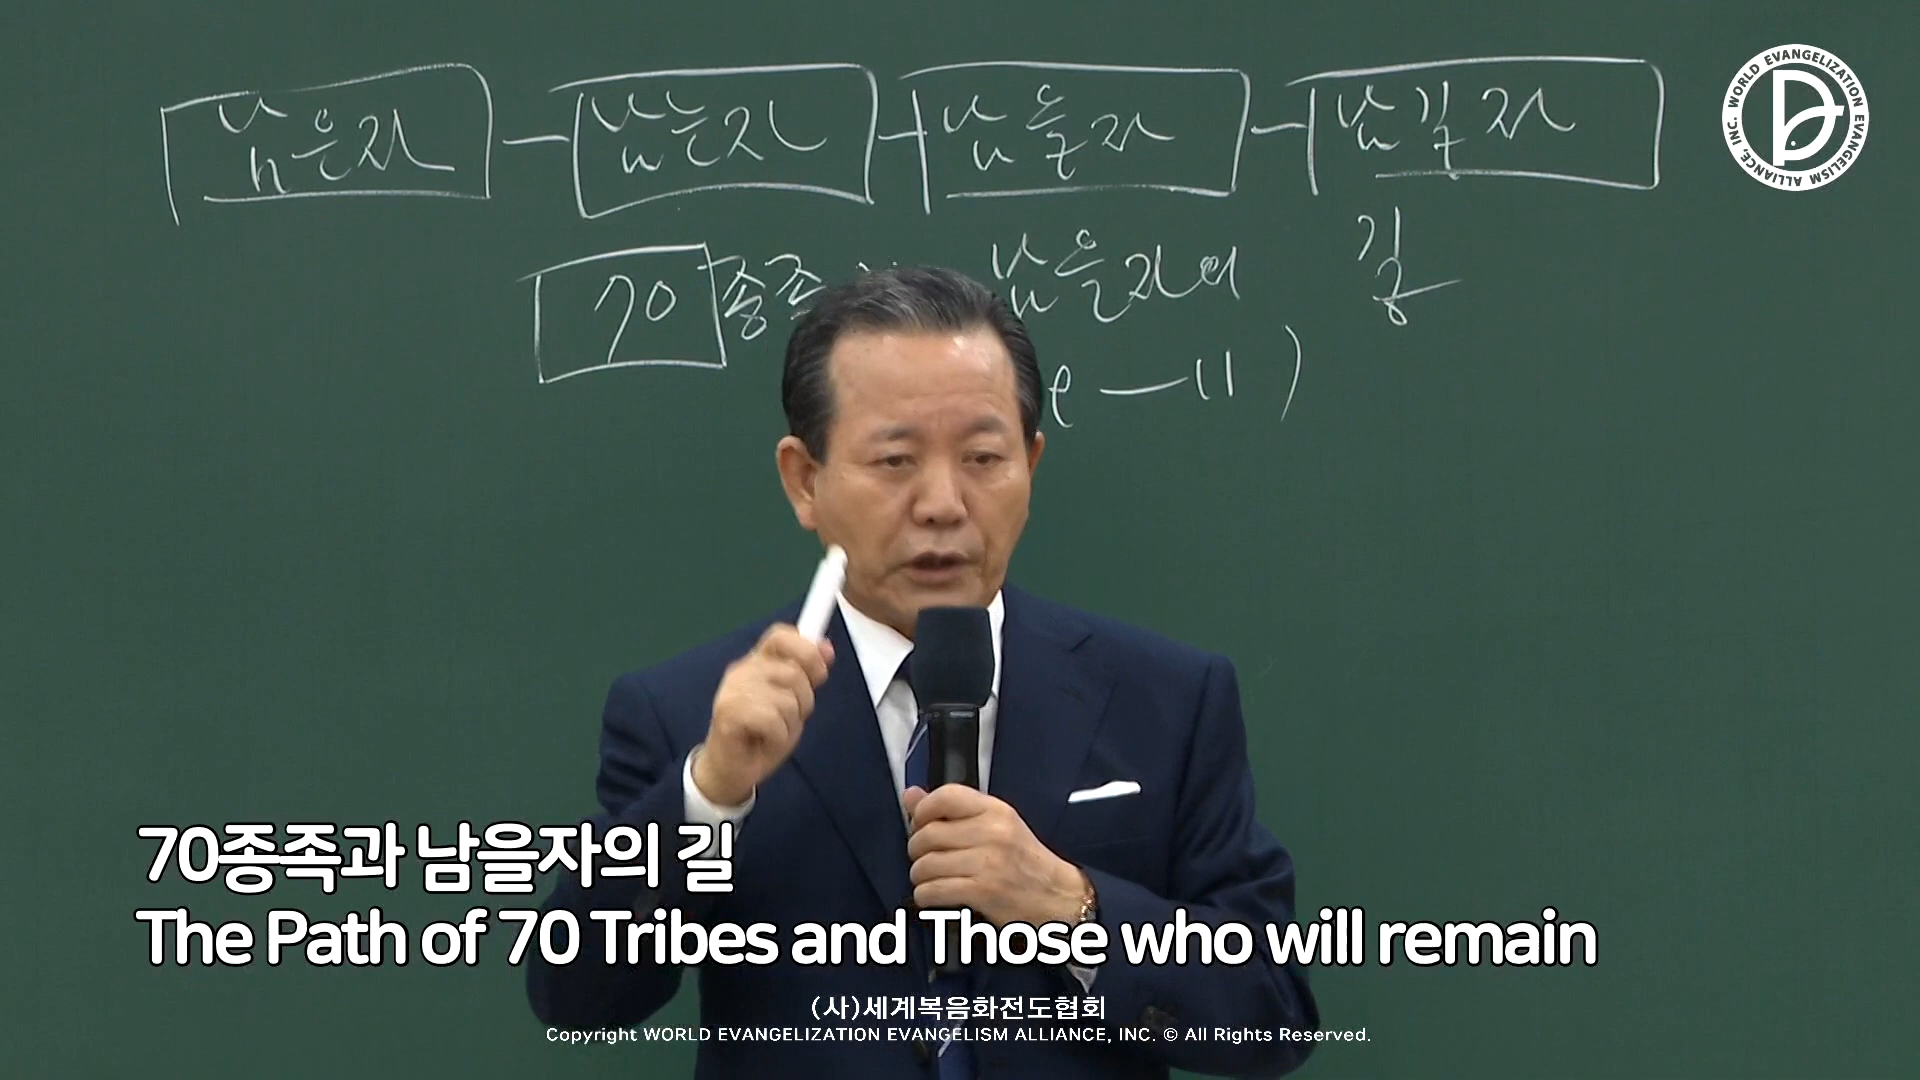 남은자 — 남는자 — 남을자 — 남길자
70 종족 남을자의 길
— 11 )
WORLD EVANGELIZATION EVANGELISM ALLIANCE, INC.
70종족과 남을자의 길
The Path of 70 Tribes and Those who will remain
(사)세계복음화전도협회
Copyright WORLD EVANGELIZATION EVANGELISM ALLIANCE, INC. © All Rights Reserved.